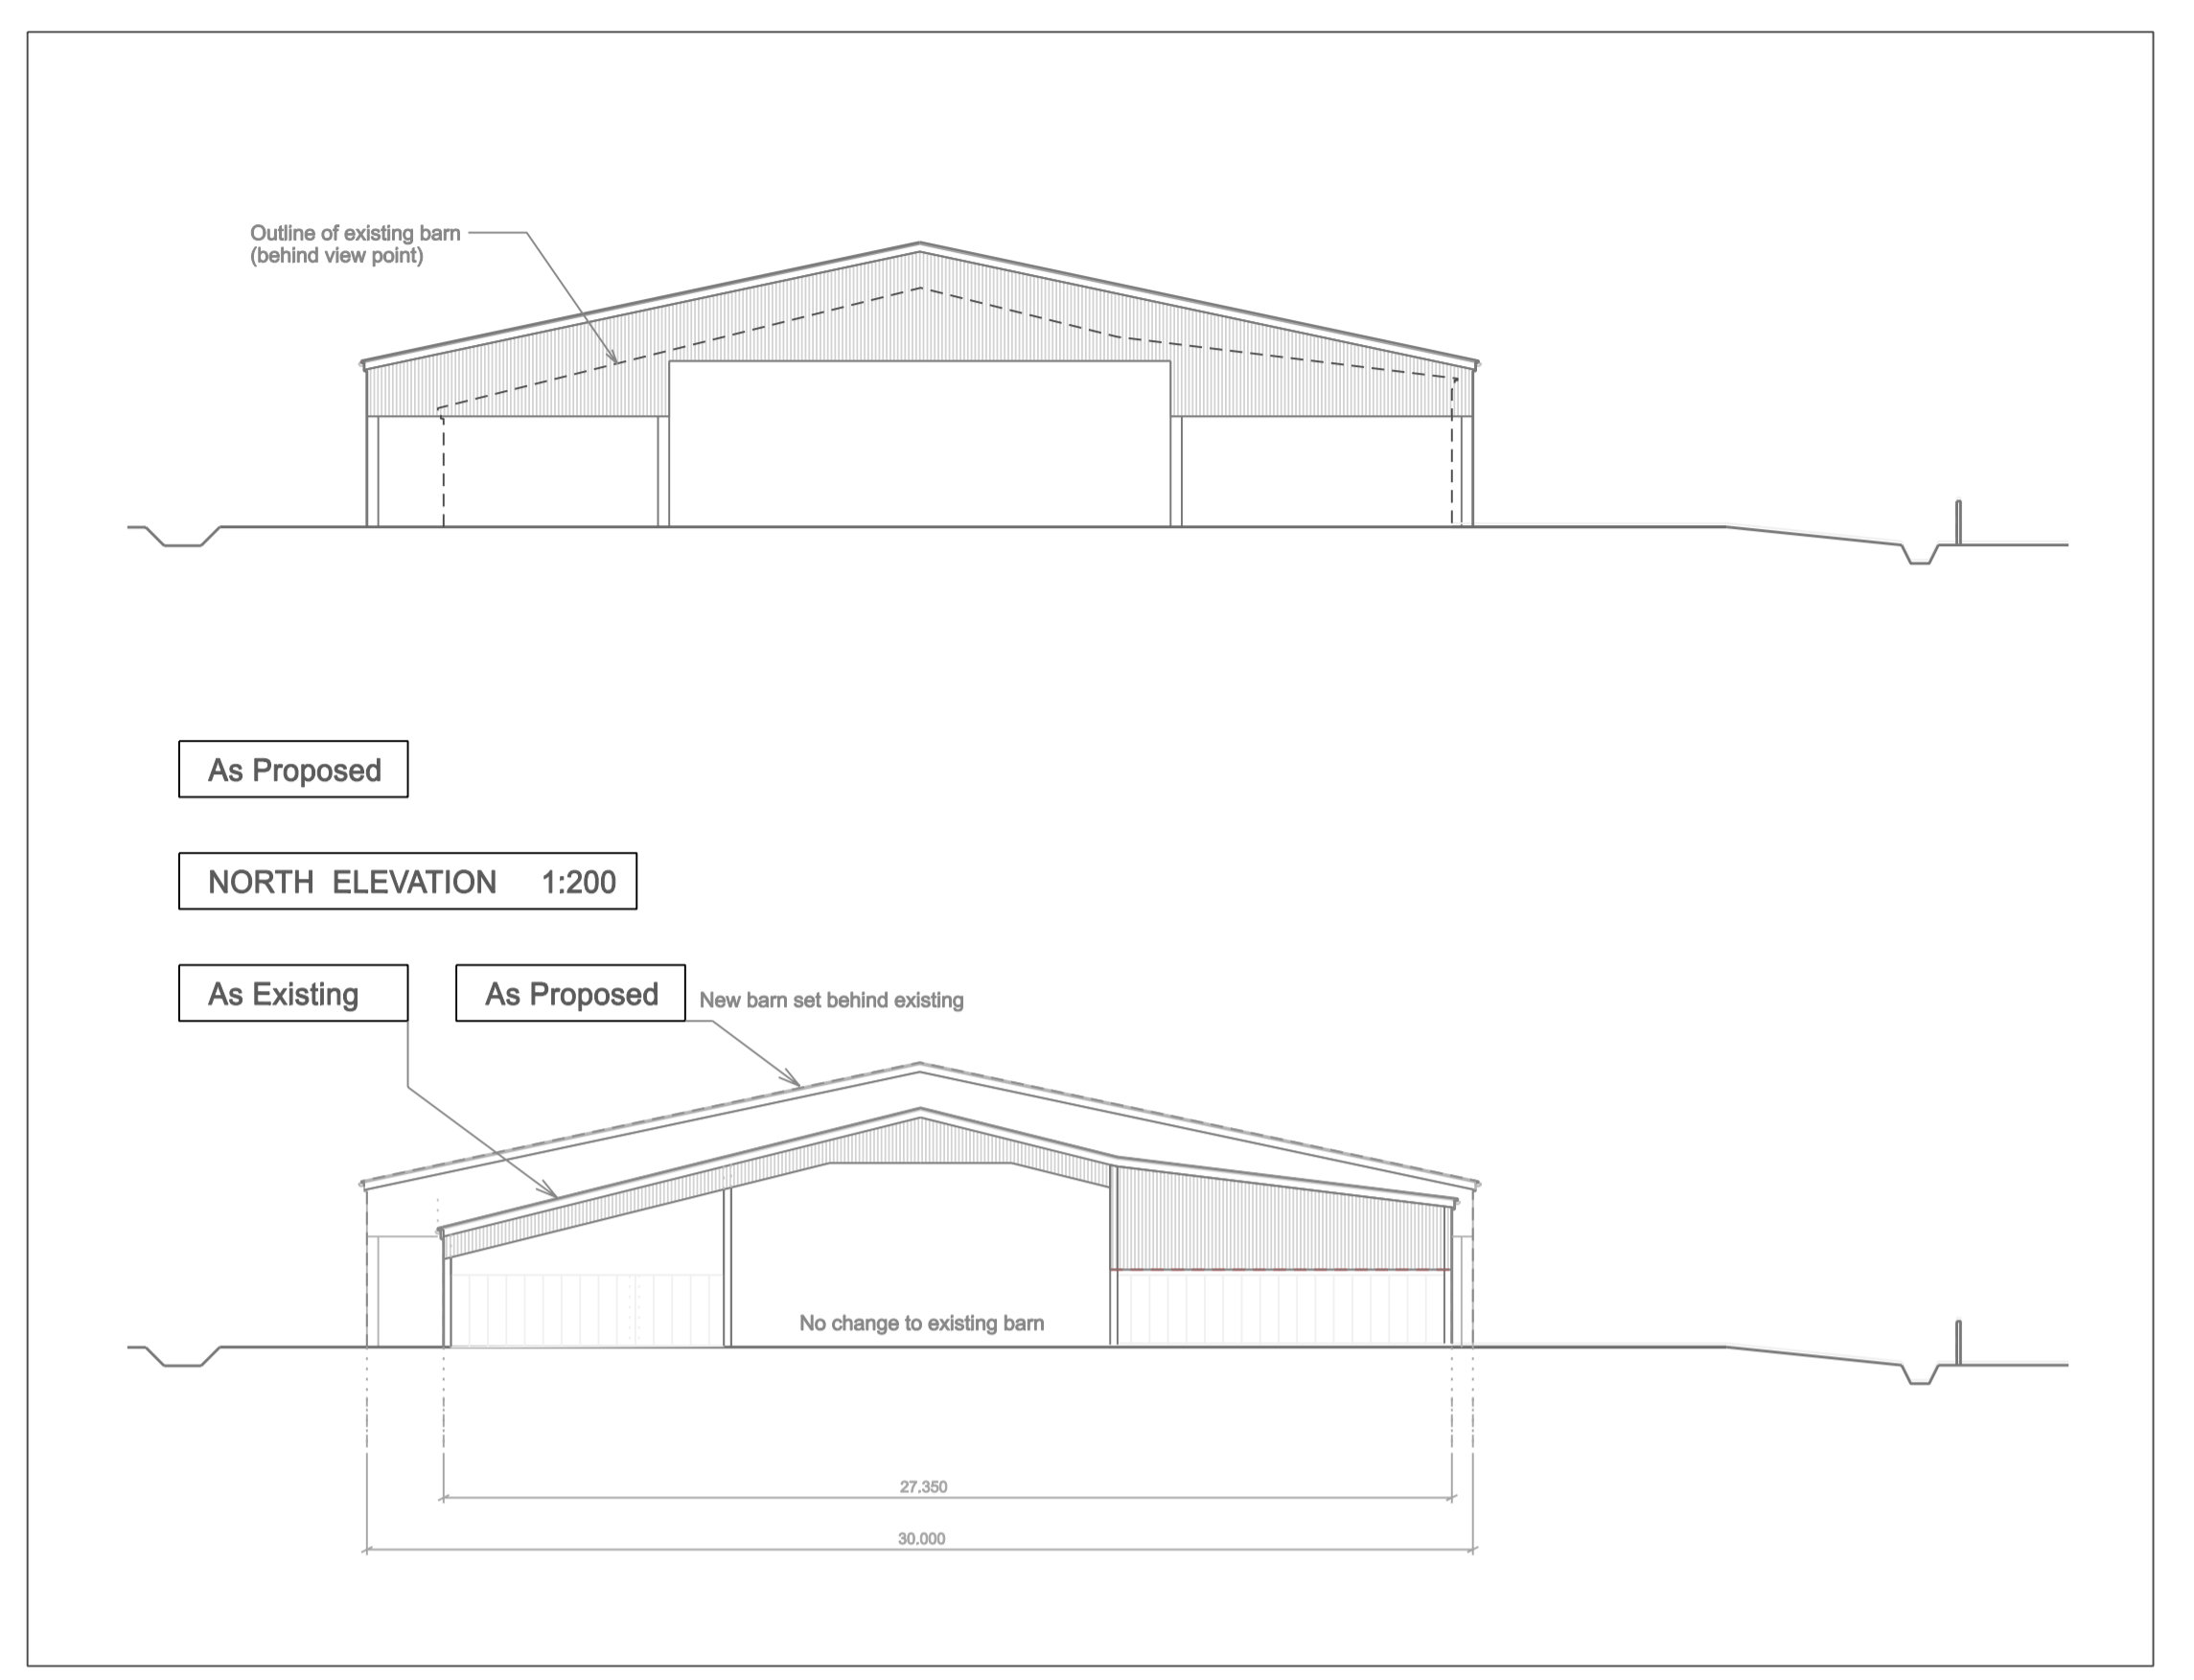 Outline of existing barn
(behind view point)
As Proposed
NORTH ELEVATION 1:200
As Existing
As Proposed
New barn set behind existing
No change to existing barn
27.350
30.000